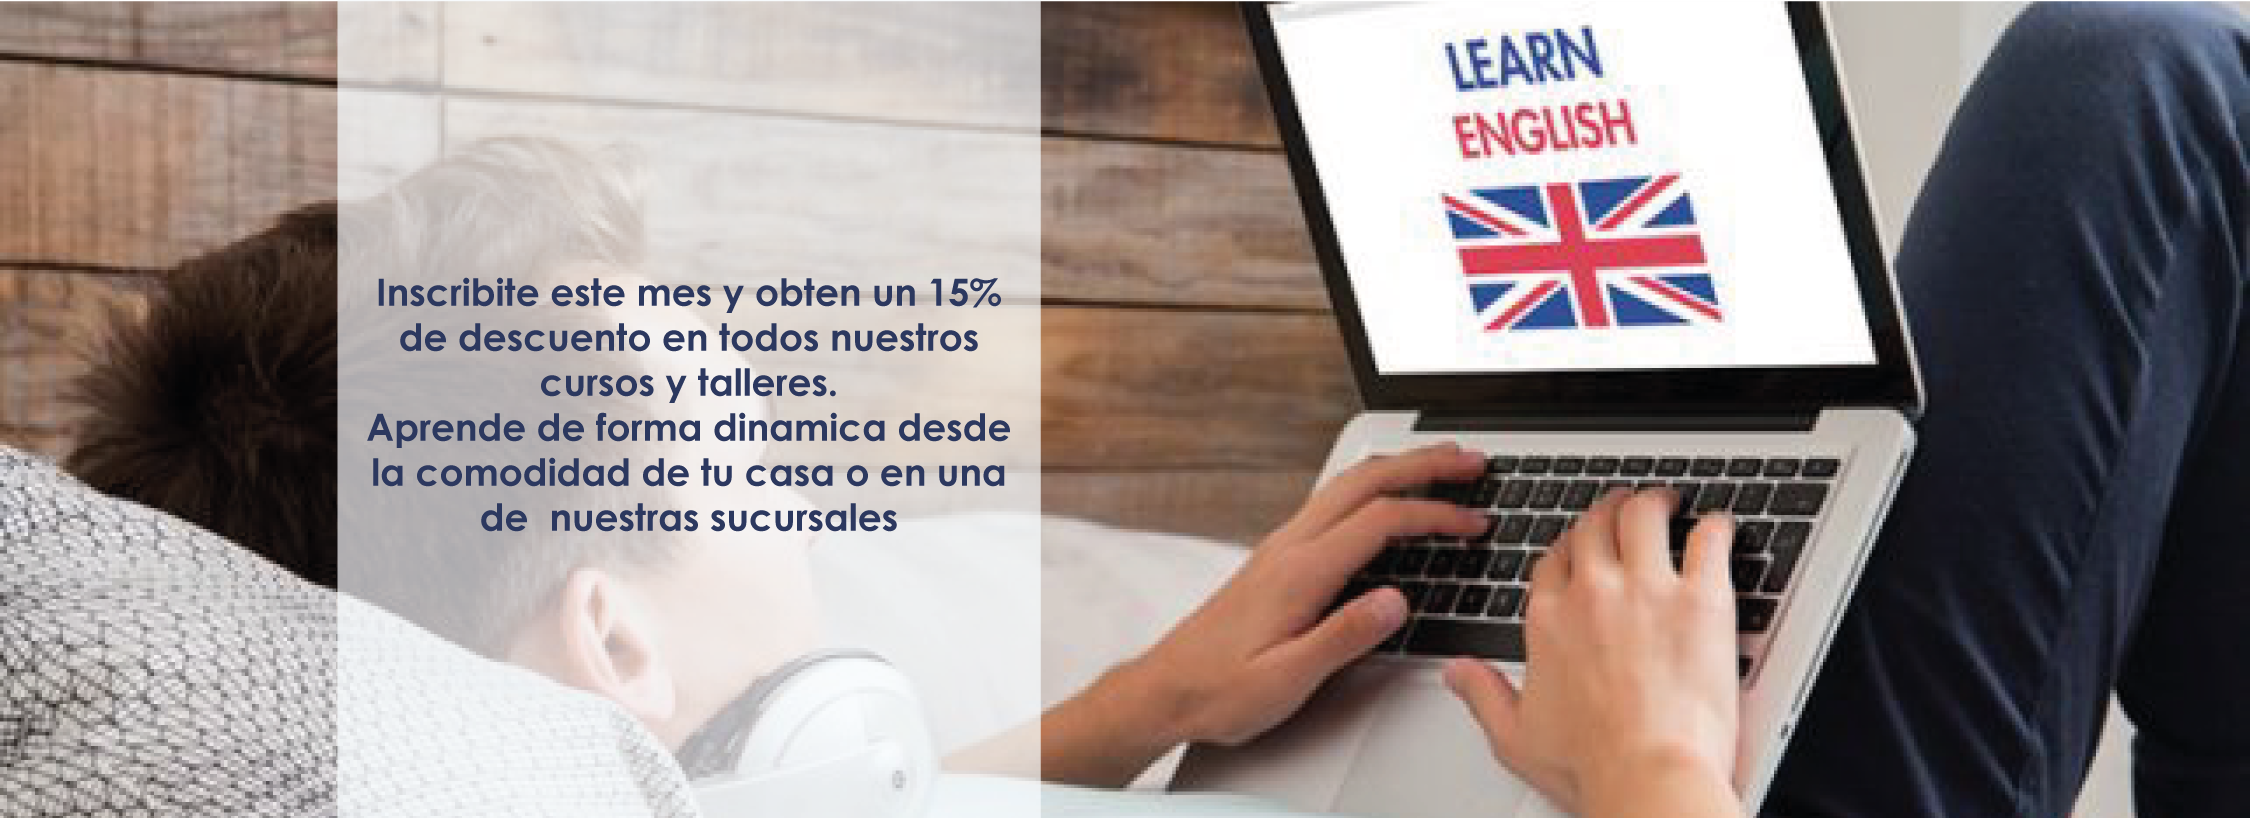 Inscribite este mes y obten un 15%
de descuento en todos nuestros
cursos y talleres.
Aprende de forma dinamica desde
la comodidad de tu casa o en una
de  nuestras sucursales
LEARN
ENGLISH